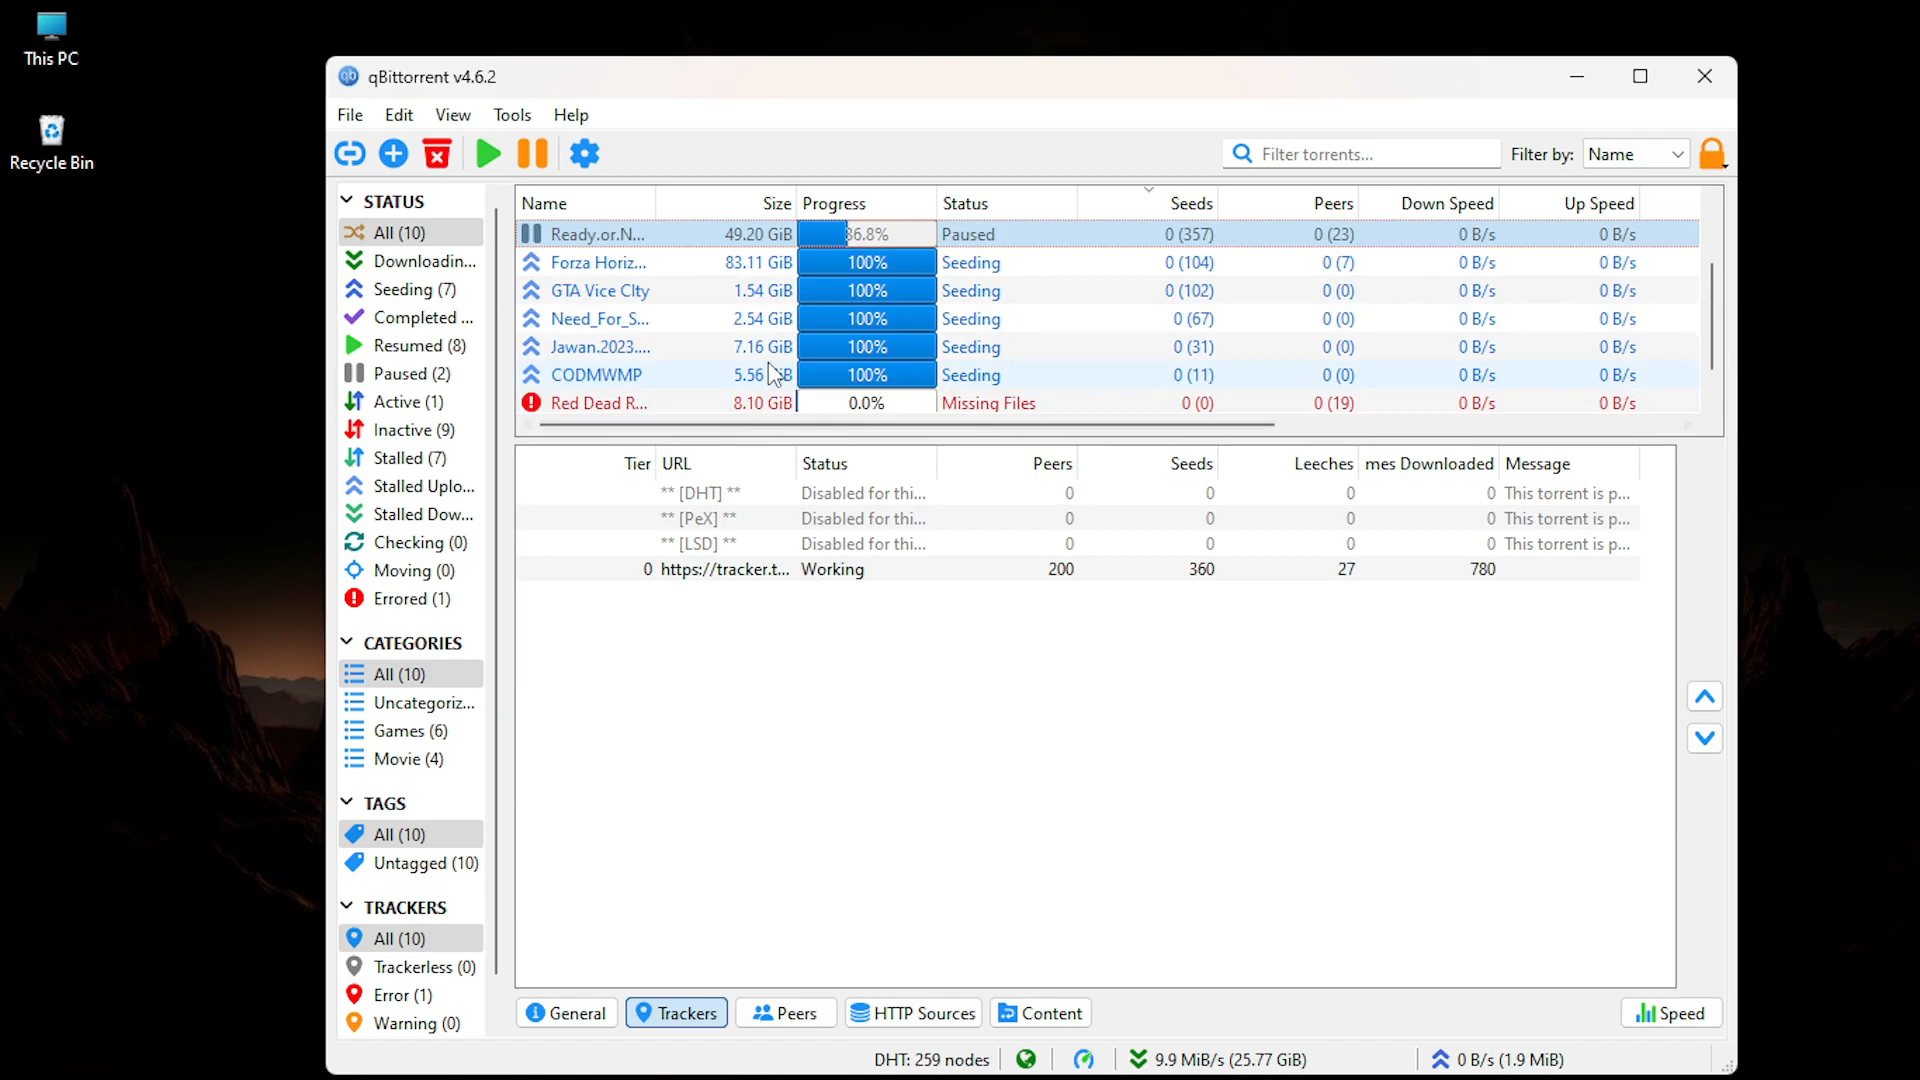 This PC
Recycle Bin
qBittorrent v4.6.2
File Edit View Tools Help
Filter torrents...
Filter by: Name
STATUS
All (10)
Downloadin...
Seeding (7)
Completed ...
Resumed (8)
Paused (2)
Active (1)
Inactive (9)
Stalled (7)
Stalled Uplo...
Stalled Dow...
Checking (0)
Moving (0)
Errored (1)
CATEGORIES
All (10)
Uncategoriz...
Games (6)
Movie (4)
TAGS
All (10)
Untagged (10)
TRACKERS
All (10)
Trackerless (0)
Error (1)
Warning (0)
Name Size Progress Status Seeds Peers Down Speed Up Speed
Ready.or.N... 49.20 GiB 36.8% Paused 0 (357) 0 (23) 0 B/s 0 B/s
Forza Horiz... 83.11 GiB 100% Seeding 0 (104) 0 (7) 0 B/s 0 B/s
GTA Vice CIty 1.54 GiB 100% Seeding 0 (102) 0 (0) 0 B/s 0 B/s
Need_For_S... 2.54 GiB 100% Seeding 0 (67) 0 (0) 0 B/s 0 B/s
Jawan.2023.... 7.16 GiB 100% Seeding 0 (31) 0 (0) 0 B/s 0 B/s
CODMWMP 5.56 GiB 100% Seeding 0 (11) 0 (0) 0 B/s 0 B/s
Red Dead R... 8.10 GiB 0.0% Missing Files 0 (0) 0 (19) 0 B/s 0 B/s
Tier URL Status Peers Seeds Leeches mes Downloaded Message
** [DHT] ** Disabled for thi... 0 0 0 0 This torrent is p...
** [PeX] ** Disabled for thi... 0 0 0 0 This torrent is p...
** [LSD] ** Disabled for thi... 0 0 0 0 This torrent is p...
0 https://tracker.t... Working 200 360 27 780
General Trackers Peers HTTP Sources Content Speed
DHT: 259 nodes 9.9 MiB/s (25.77 GiB) 0 B/s (1.9 MiB)